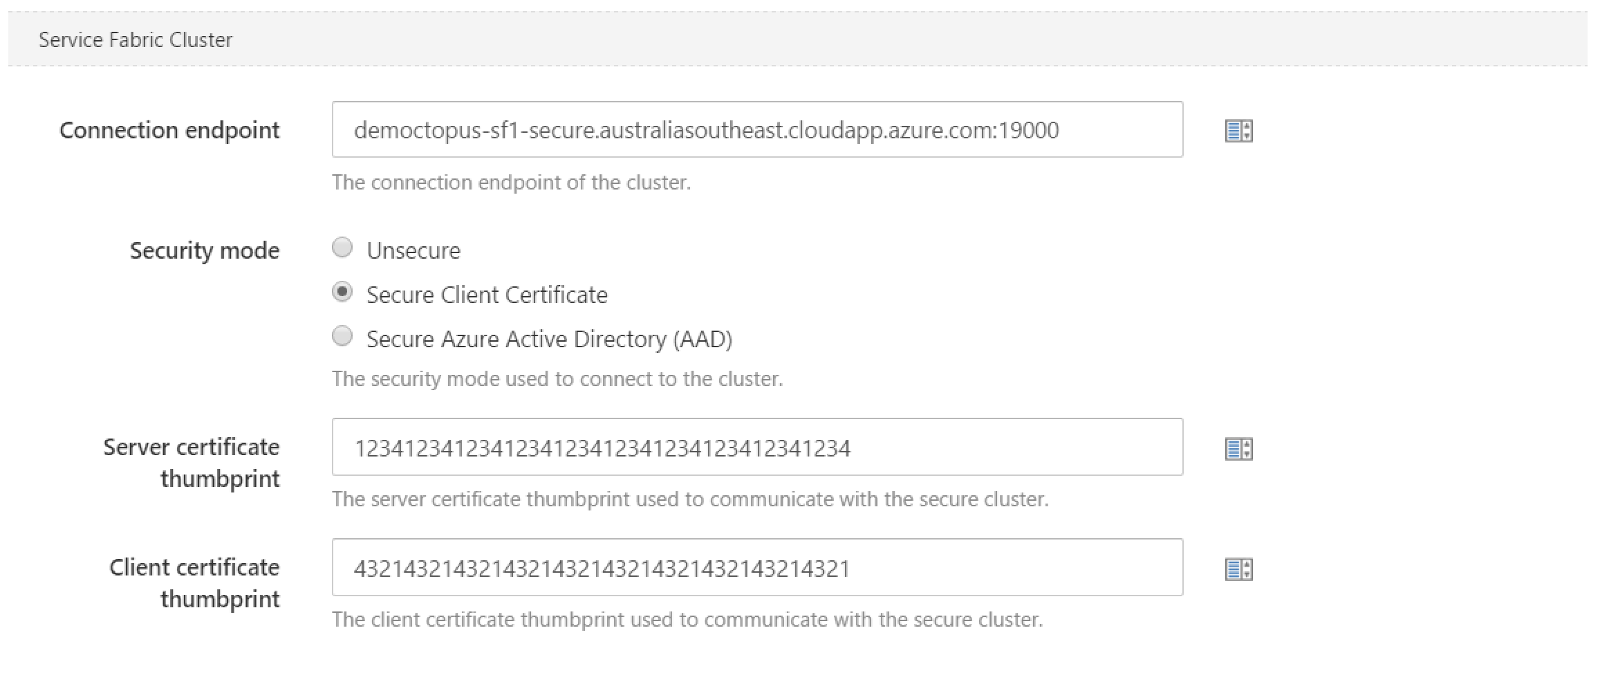 Service Fabric Cluster
Connection endpoint
democtopus-sf1-secure.australiasoutheast.cloudapp.azure.com:19000
The connection endpoint of the cluster.
Security mode
Unsecure
Secure Client Certificate
Secure Azure Active Directory (AAD)
The security mode used to connect to the cluster.
Server certificate
thumbprint
1234123412341234123412341234123412341234
The server certificate thumbprint used to communicate with the secure cluster.
Client certificate
thumbprint
4321432143214321432143214321432143214321
The client certificate thumbprint used to communicate with the secure cluster.